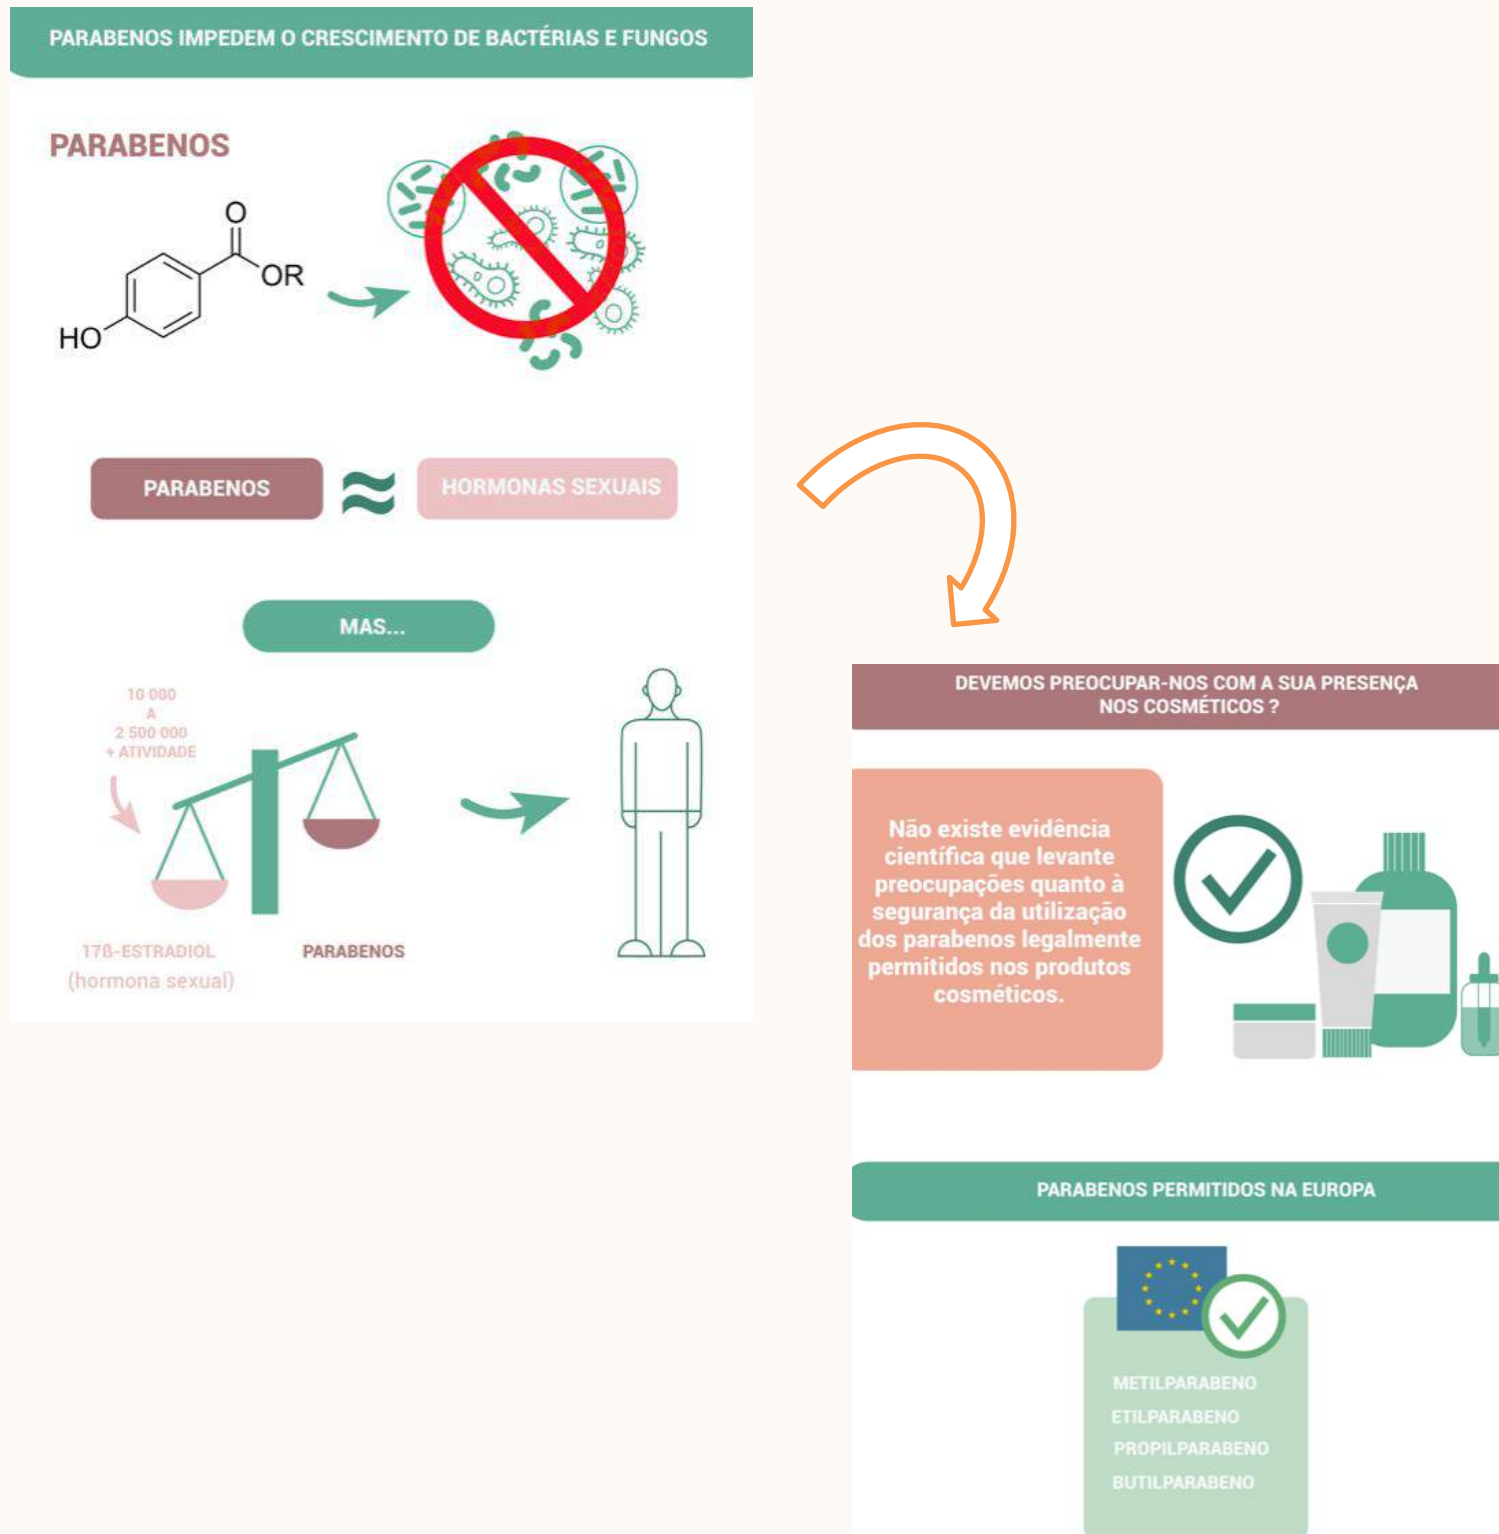 PARABENOS IMPEDEM O CRESCIMENTO DE BACTÉRIAS E FUNGOS
PARABENOS
O
OR
HO
PARABENOS
HORMONAS SEXUAIS
MAS...
10 000
A
2 500 000
+ ATIVIDADE
17ß-ESTRADIOL
(hormona sexual)
PARABENOS
DEVEMOS PREOCUPAR-NOS COM A SUA PRESENÇA
NOS COSMÉTICOS ?
Não existe evidência
científica que levante
preocupações quanto à
segurança da utilização
dos parabenos legalmente
permitidos nos produtos
cosméticos.
PARABENOS PERMITIDOS NA EUROPA
METILPARABENO
ETILPARABENO
PROPILPARABENO
BUTILPARABENO